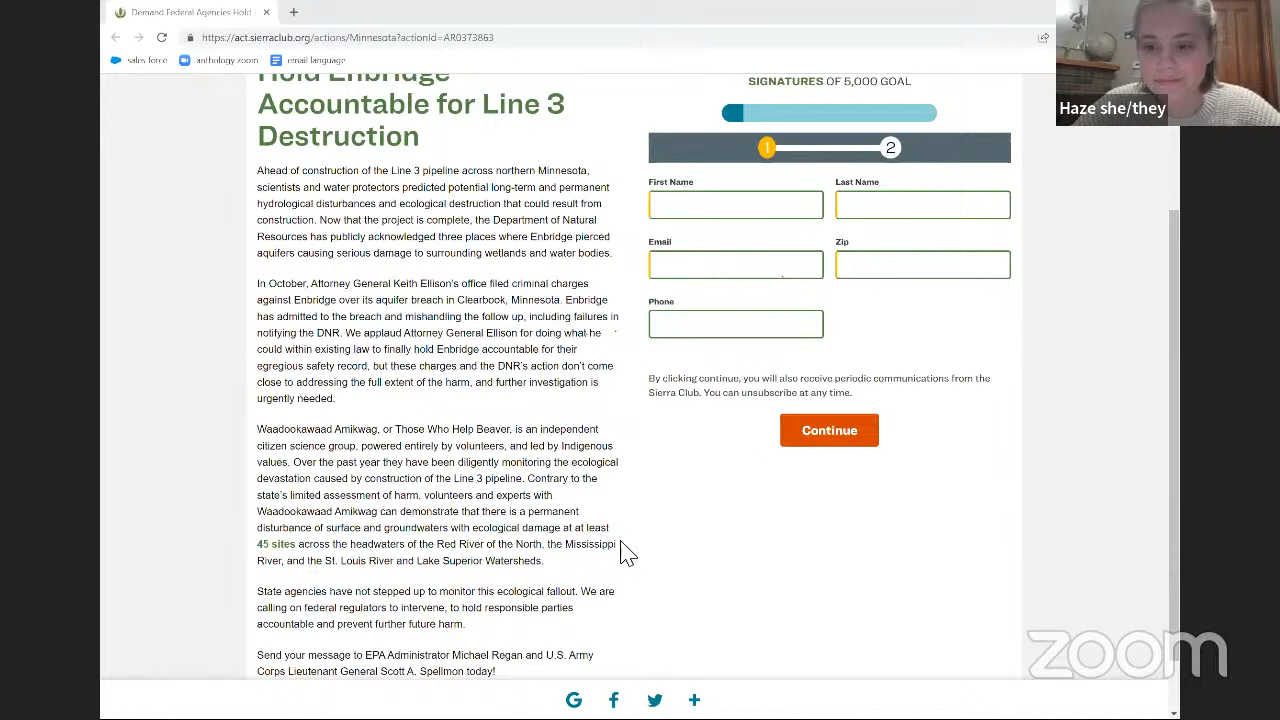 Demand Federal Agencies Hold
https://act.sierraclub.org/actions/Minnesota?actionId=AR0373863
sales force
anthology zoom
email language
Haze she/they
Hold Enbridge
Accountable for Line 3
Destruction
Ahead of construction of the Line 3 pipeline across northern Minnesota,
scientists and water protectors predicted potential long-term and permanent
hydrological disturbances and ecological destruction that could result from
construction. Now that the project is complete, the Department of Natural
Resources has publicly acknowledged three places where Enbridge pierced
aquifers causing serious damage to surrounding wetlands and water bodies.
In October, Attorney General Keith Ellison's office filed criminal charges
against Enbridge over its aquifer breach in Clearbook, Minnesota. Enbridge
has admitted to the breach and mishandling the follow up, including failures in
notifying the DNR. We applaud Attorney General Ellison for doing what he
could within existing law to finally hold Enbridge accountable for their
egregious safety record, but these charges and the DNR's action don't come
close to addressing the full extent of the harm, and further investigation is
urgently needed.
Waadookawaad Amikwag, or Those Who Help Beaver, is an independent
citizen science group, powered entirely by volunteers, and led by Indigenous
values. Over the past year they have been diligently monitoring the ecological
devastation caused by construction of the Line 3 pipeline. Contrary to the
state's limited assessment of harm, volunteers and experts with
Waadookawaad Amikwag can demonstrate that there is a permanent
disturbance of surface and groundwaters with ecological damage at at least
45 sites across the headwaters of the Red River of the North, the Mississippi
River, and the St. Louis River and Lake Superior Watersheds.
State agencies have not stepped up to monitor this ecological fallout. We are
calling on federal regulators to intervene, to hold responsible parties
accountable and prevent further future harm.
Send your message to EPA Administrator Michael Regan and U.S. Army
Corps Lieutenant General Scott A. Spellmon today!
SIGNATURES OF 5,000 GOAL
1 2
First Name
Last Name
Email
Zip
Phone
By clicking continue, you will also receive periodic communications from the
Sierra Club. You can unsubscribe at any time.
Continue
zoom